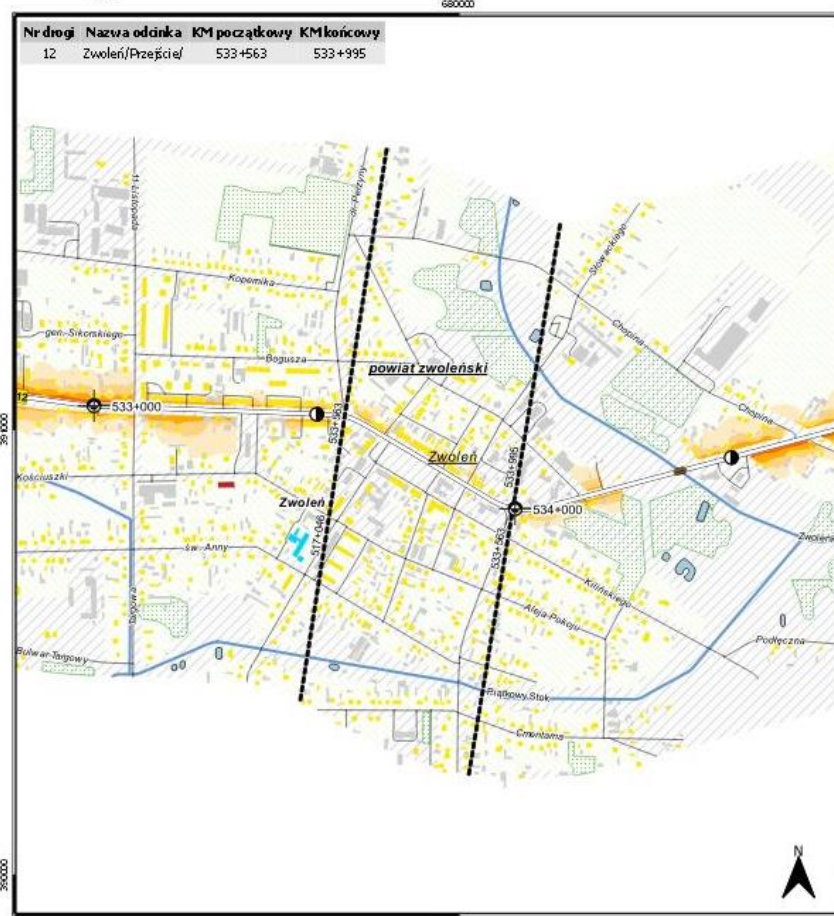 680000
Nr drogi Nazwa odcinka KM początkowy KM końcowy
12 Zwoleń/Przejście/ 533+563 533+995
11 Listopada
dr. Perzyny
Słowackiego
Kopernika
Chopina
gen. Sikorskiego
Bogusza
powiat zwoleński
12
533+000
533+563
Chopina
391000
Zwoleń
533+995
Kościuszki
Zwoleń
534+000
517+046
533+563
św. Anny
Kilińskiego
Targowa
Aleja Pokoju
Podłęczna
Bulwar Targowy
Piątkowy Stok
Cmentarna
390000
N